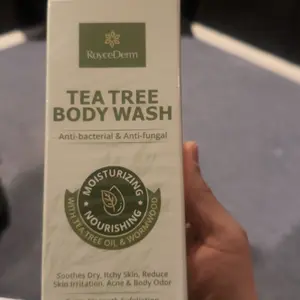 RoyceDerm
TEA TREE
BODY WASH
Anti-bacterial & Anti-fungal
MOISTURIZING
NOURISHING
WITH TEA TREE OIL & WORMWOOD
Soothes Dry, Itchy Skin, Reduce
Skin Irritation, Acne & Body Odor